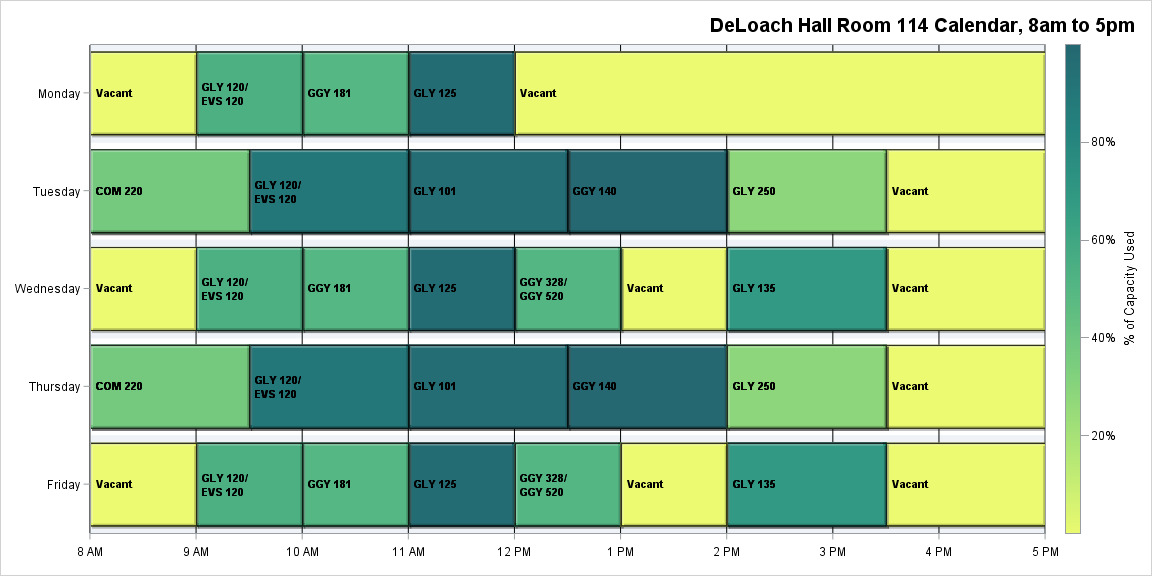 DeLoach Hall Room 114 Calendar, 8am to 5pm
Monday
Vacant
GLY 120/
EVS 120
GGY 181
GLY 125
Vacant
Tuesday
COM 220
GLY 120/
EVS 120
GLY 101
GGY 140
GLY 250
Vacant
Wednesday
Vacant
GLY 120/
EVS 120
GGY 181
GLY 125
GGY 328/
GGY 520
Vacant
GLY 135
Vacant
Thursday
COM 220
GLY 120/
EVS 120
GLY 101
GGY 140
GLY 250
Vacant
Friday
Vacant
GLY 120/
EVS 120
GGY 181
GLY 125
GGY 328/
GGY 520
Vacant
GLY 135
Vacant
8 AM
9 AM
10 AM
11 AM
12 PM
1 PM
2 PM
3 PM
4 PM
5 PM
80%
60%
40%
20%
% of Capacity Used